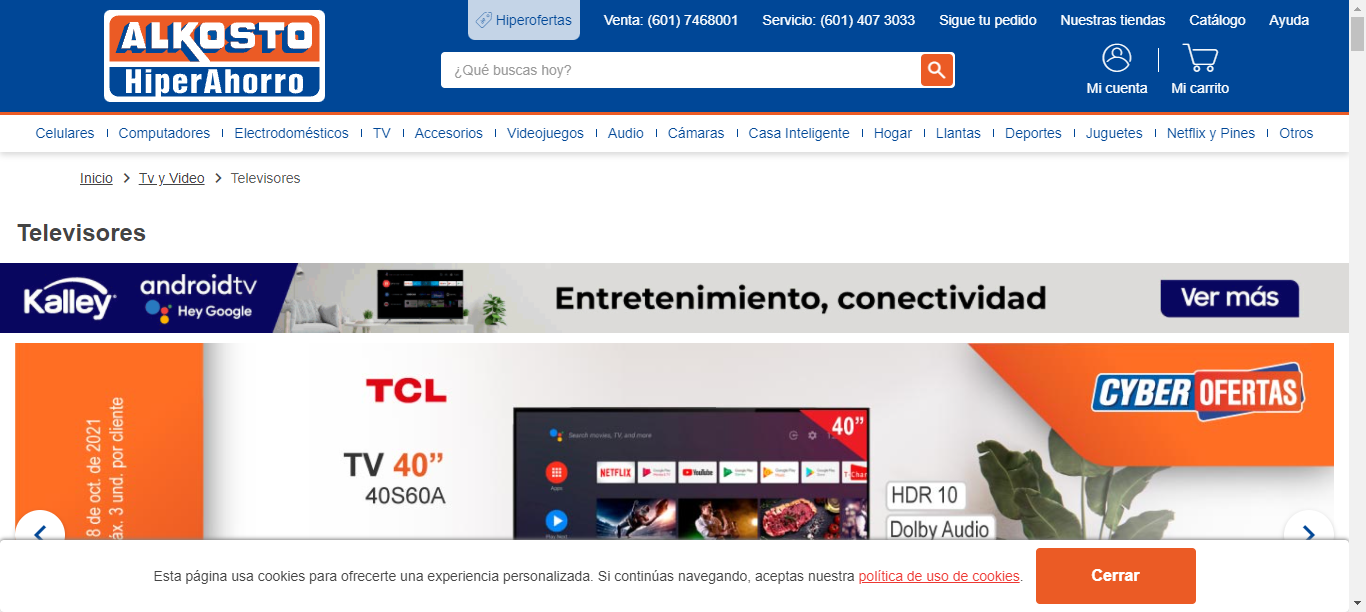 ALKOSTO
HiperAhorro
Hiperofertas
Venta: (601) 7468001
Servicio: (601) 407 3033
Sigue tu pedido
Nuestras tiendas
Catálogo
Ayuda
¿Qué buscas hoy?
Mi cuenta
Mi carrito
Celulares
Computadores
Electrodomésticos
TV
Accesorios
Videojuegos
Audio
Cámaras
Casa Inteligente
Hogar
Llantas
Deportes
Juguetes
Netflix y Pines
Otros
Inicio
Tv y Video
Televisores
Televisores
Kalley
androidtv
Hey Google
Entretenimiento, conectividad
Ver más
8 de oct. de 2021
áx. 3 und. por cliente
TCL
TV 40”
40S60A
40”
Search movies, TV, and more
NETFLIX
YouTube
Apps
HDR 10
Dolby Audio
CYBER OFERTAS
Esta página usa cookies para ofrecerte una experiencia personalizada. Si continúas navegando, aceptas nuestra política de uso de cookies.
Cerrar